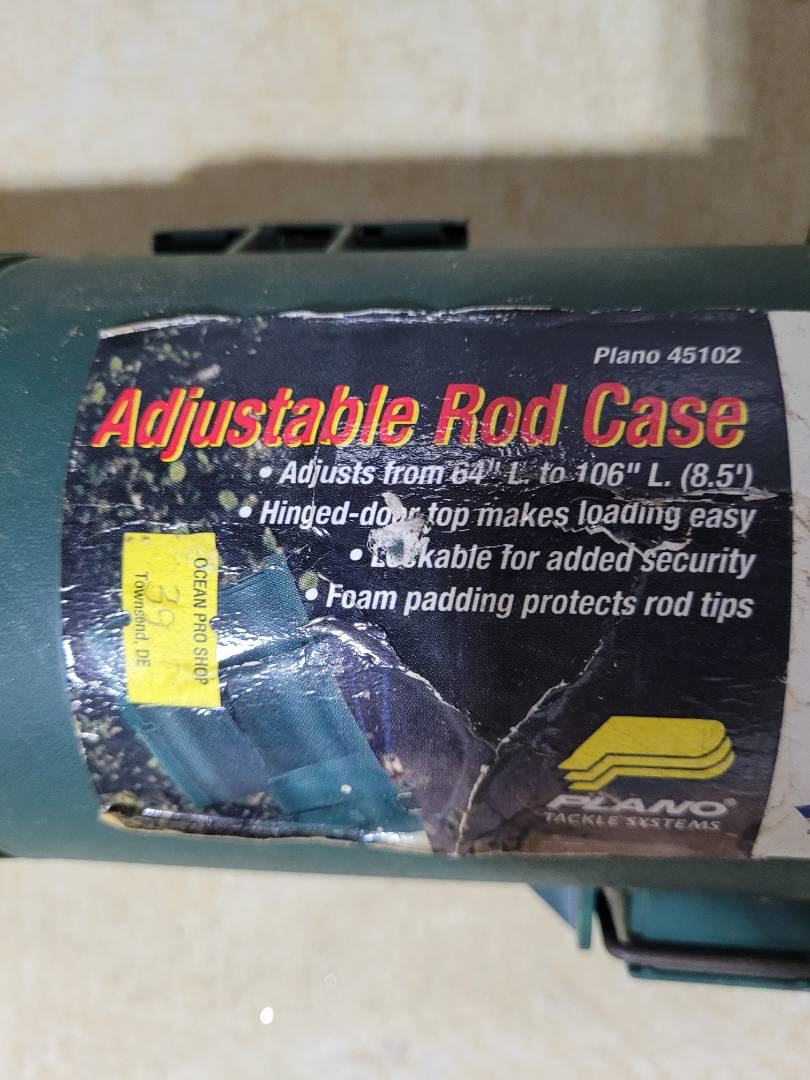 Plano 45102
Adjustable Rod Case
• Adjusts from 64" L. to 106" L. (8.5')
• Hinged-door top makes loading easy
• Lockable for added security
• Foam padding protects rod tips
OCEAN PRO SHOP
39
Townsend, DE
PLANO®
TACKLE SYSTEMS